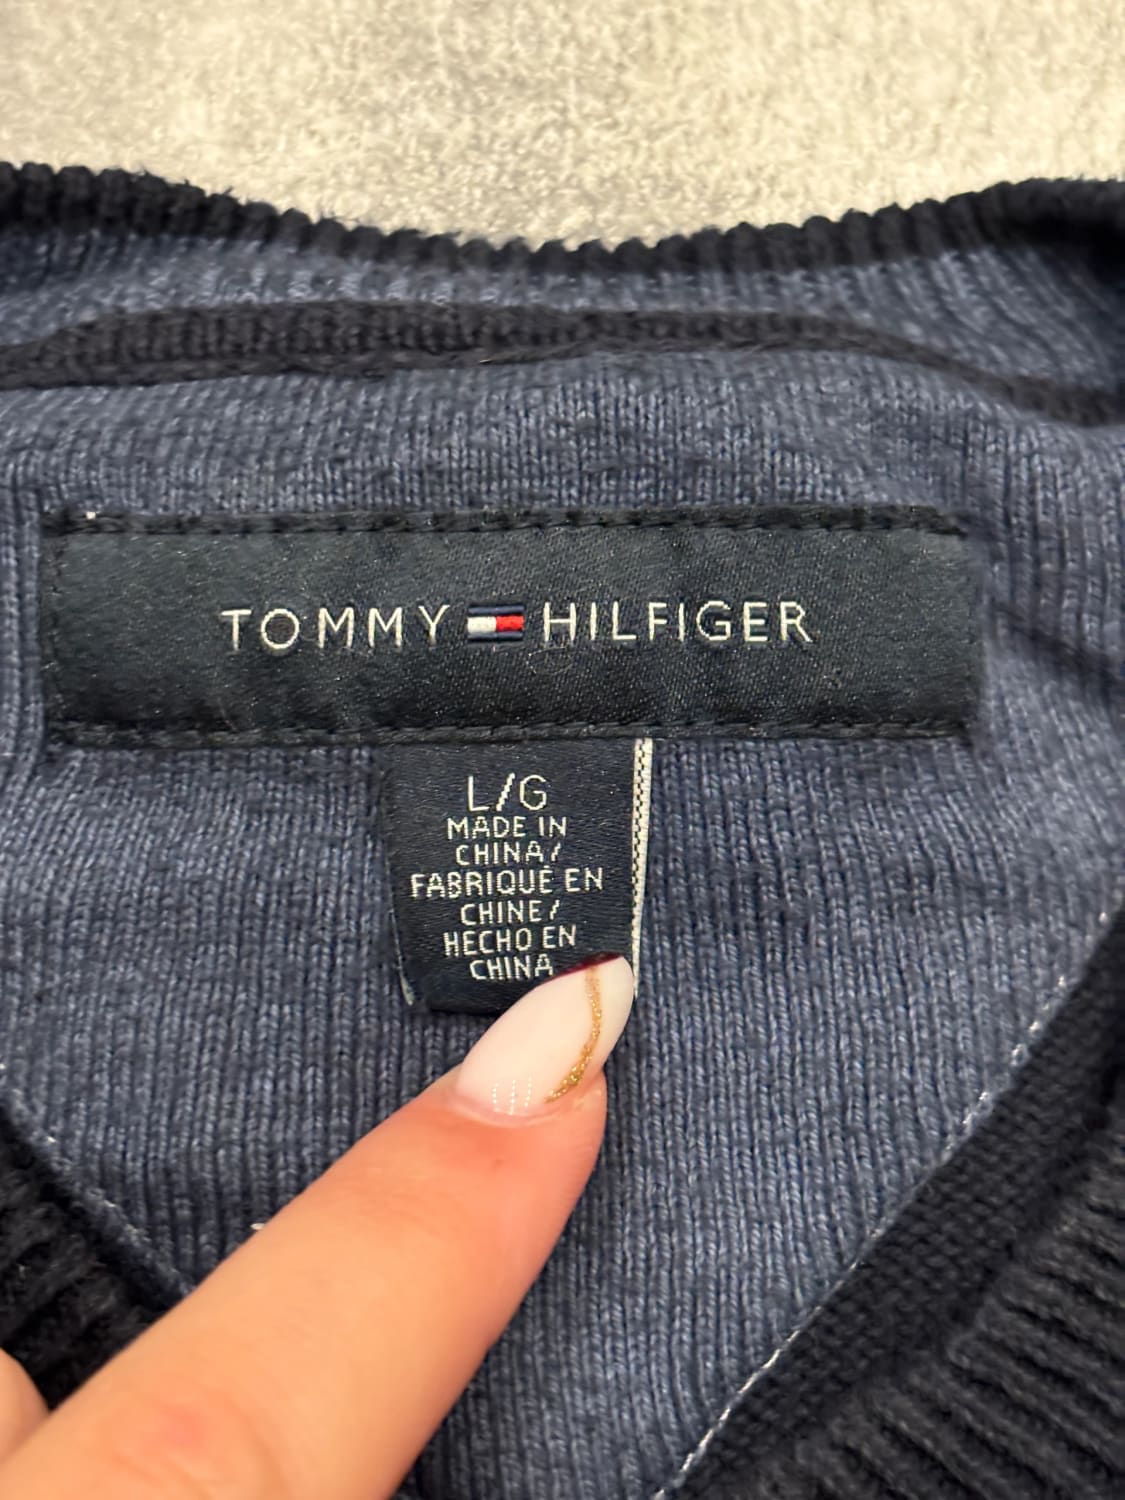 TOMMY HILFIGER
L/G
MADE IN
CHINA/
FABRIQUÉ EN
CHINE/
HECHO EN
CHINA